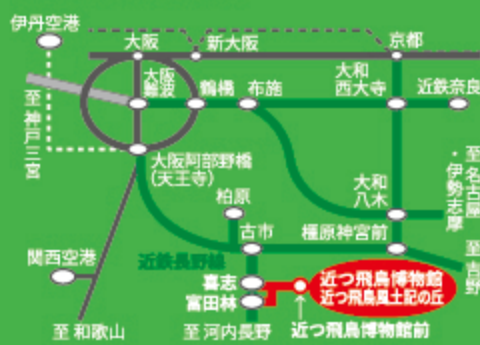 伊丹空港
大阪
新大阪
京都
大阪
難波
鶴橋
布施
大和
西大寺
近鉄奈良
至神戸三宮
大阪阿部野橋
(天王寺)
柏原
大和
八木
至名古屋
・伊勢志摩
古市
橿原神宮前
至吉野
近鉄長野線
関西空港
喜志
富田林
近つ飛鳥博物館
近つ飛鳥風土記の丘
至和歌山
至河内長野
近つ飛鳥博物館前